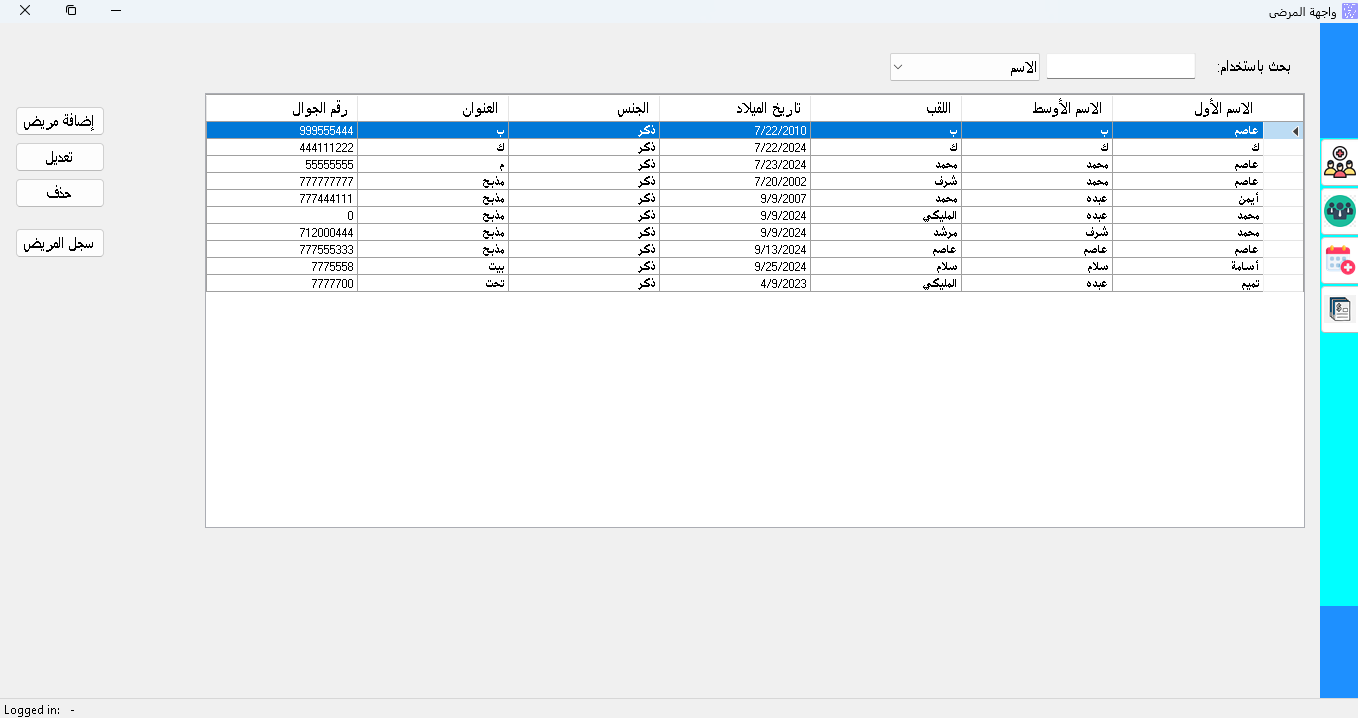 واجهة المرضى
بحث باستخدام: الاسم
الاسم الأول الاسم الأوسط اللقب تاريخ الميلاد الجنس العنوان رقم الجوال
عاصم ب ب 7/22/2010 ذكر ب 999555444
ك ك ك 7/22/2024 ذكر ك 444111222
عاصم محمد محمد 7/23/2024 ذكر م 55555555
عاصم محمد شرف 7/20/2002 ذكر مذبح 777777777
أيمن عبده محمد 9/9/2007 ذكر مذبح 777444111
محمد عبده المليكي 9/9/2024 ذكر مذبح 0
محمد شرف مرشد 9/9/2024 ذكر مذبح 712000444
عاصم عاصم عاصم 9/13/2024 ذكر مذبح 777555333
أسامة سلام سلام 9/25/2024 ذكر بيت 7775558
تميم عبده المليكي 4/9/2023 ذكر تحت 7777700
إضافة مريض
تعديل
حذف
سجل المريض
Logged in: -